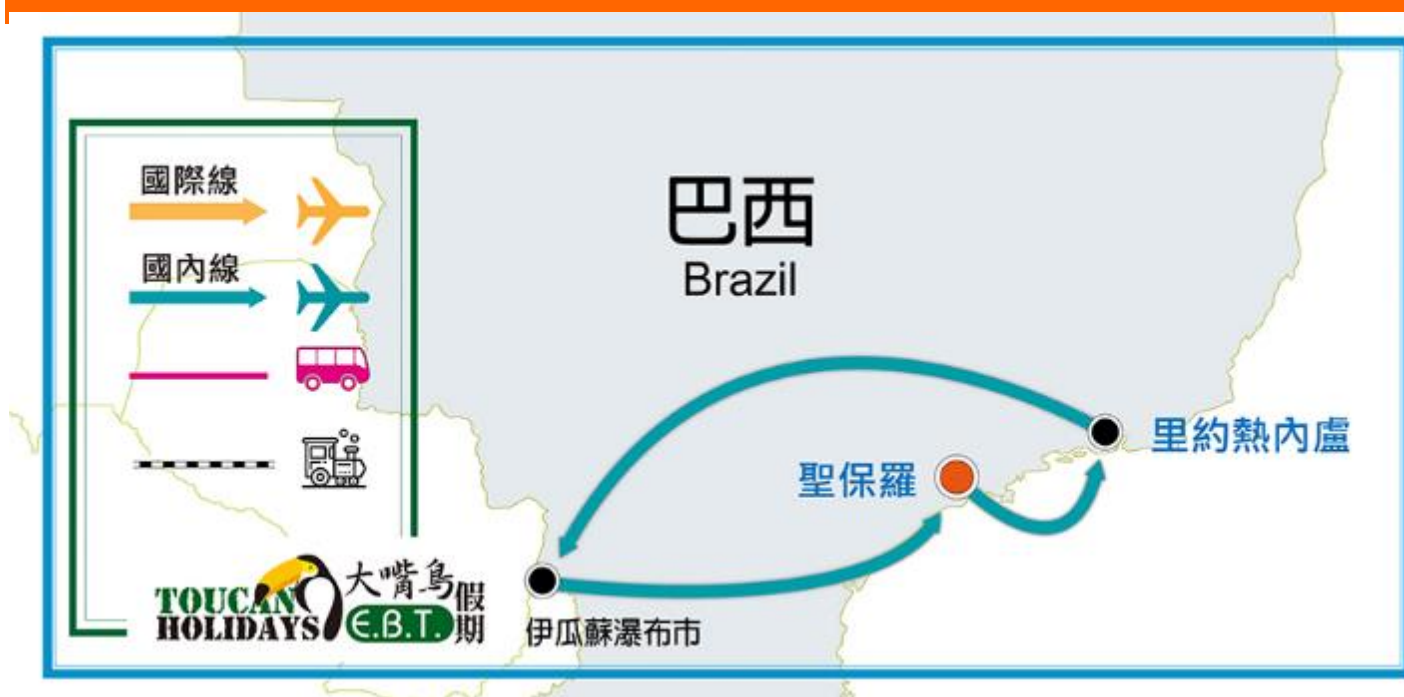 國際線
國內線
巴西
Brazil
里約熱內盧
聖保羅
伊瓜蘇瀑布市
TOUCAN
HOLIDAYS
大嘴鳥
E.B.T.
假期